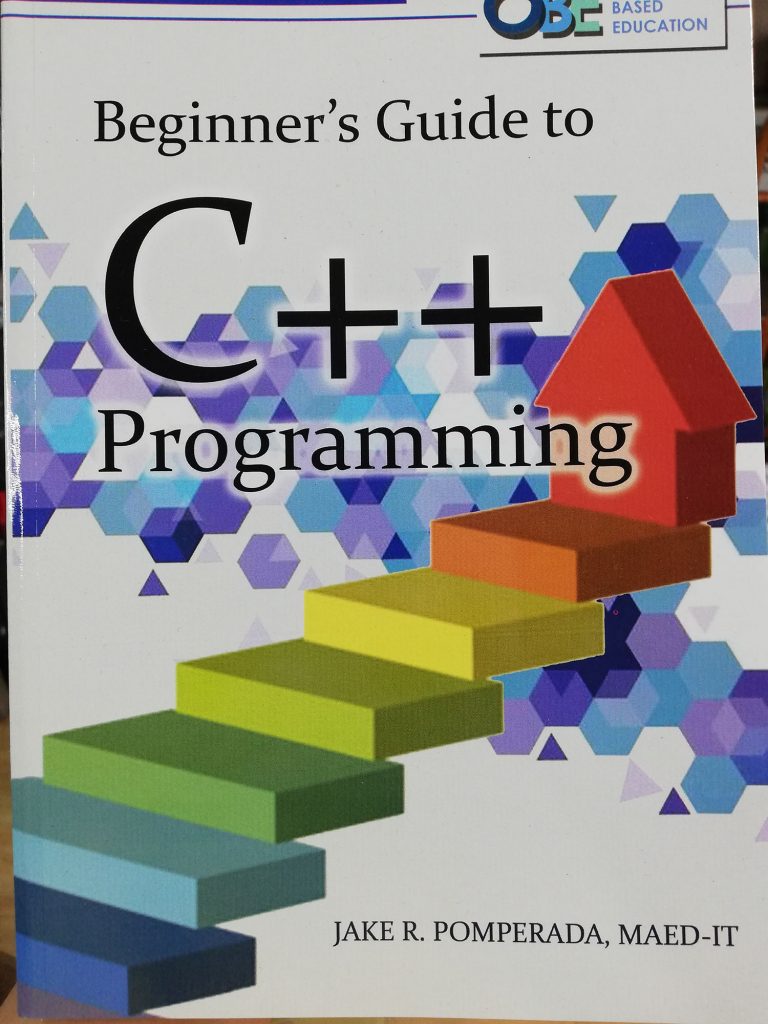 OBE
BASED
EDUCATION
Beginner's Guide to
C++
Programming
JAKE R. POMPERADA, MAED-IT